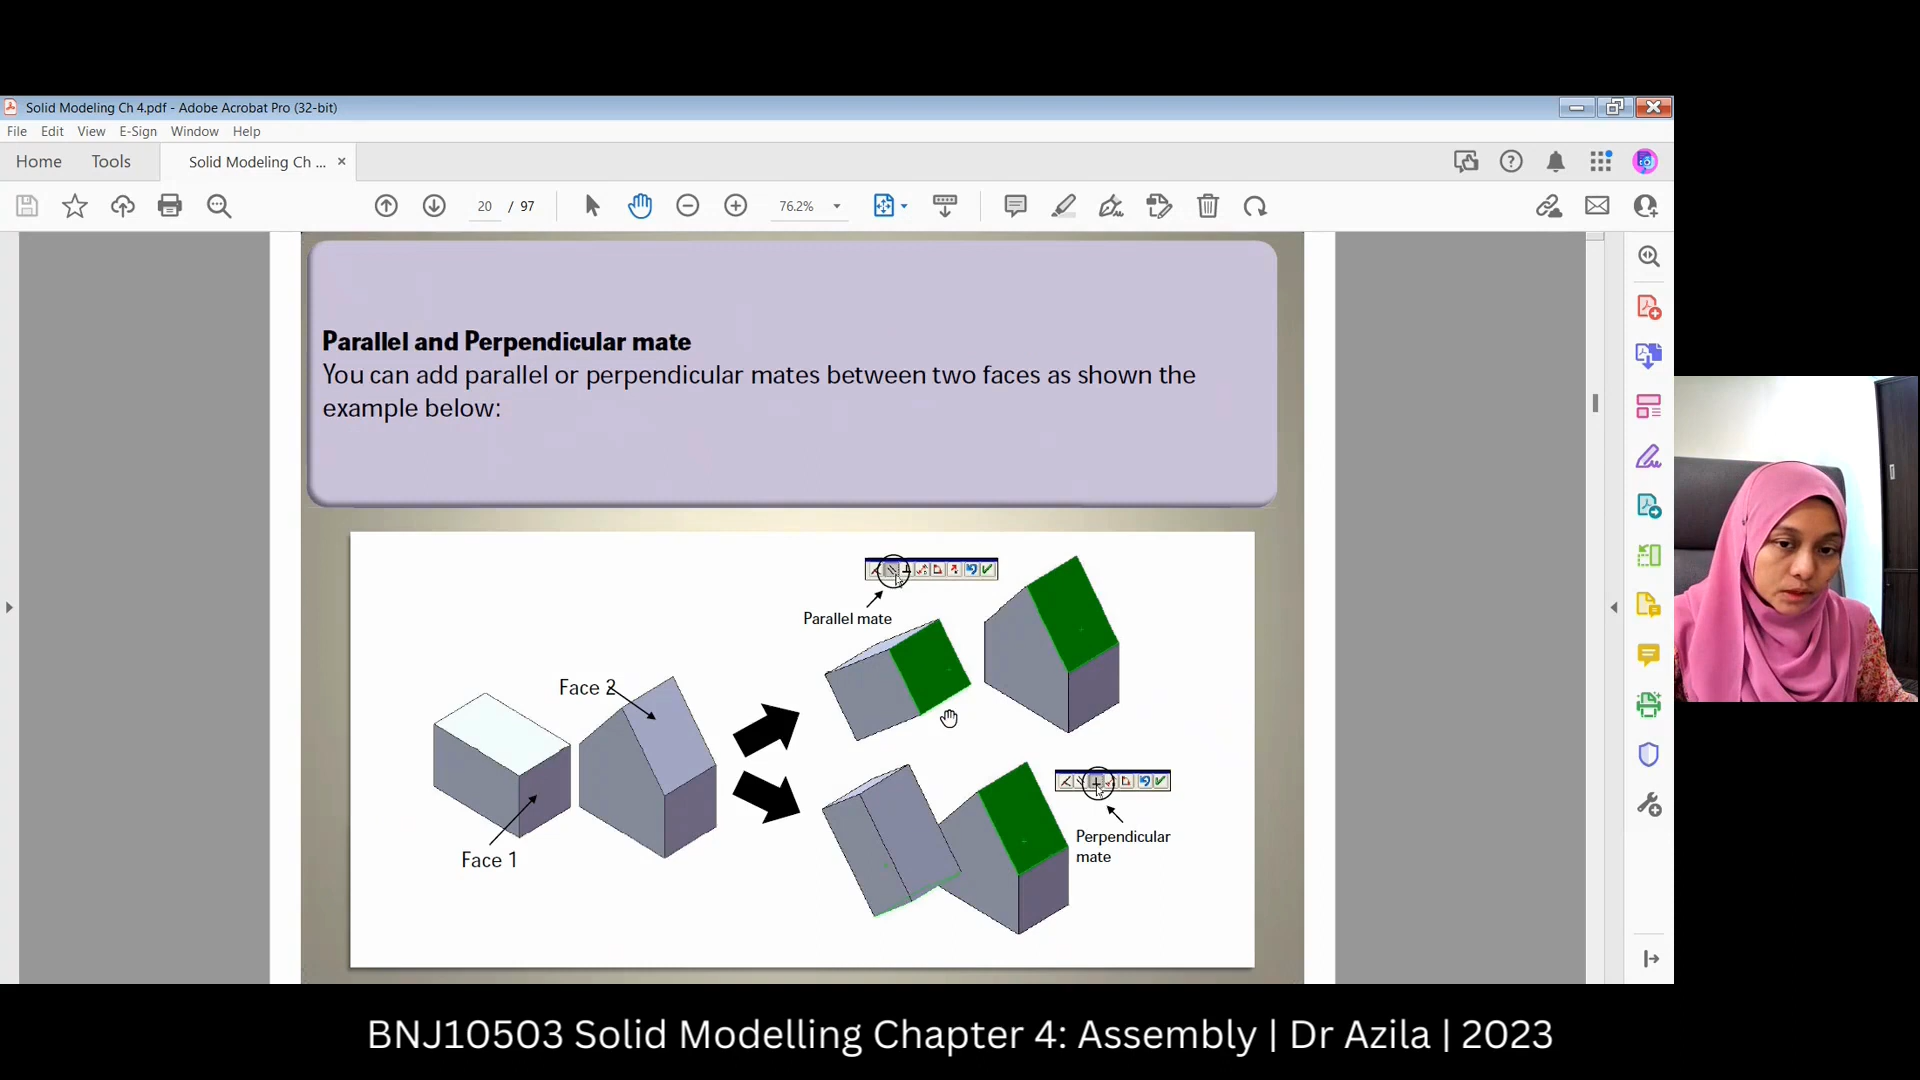 Solid Modeling Ch 4.pdf - Adobe Acrobat Pro (32-bit)
File Edit View E-Sign Window Help
Home Tools Solid Modeling Ch ... ×
20 / 97 76.2%
Parallel and Perpendicular mate
You can add parallel or perpendicular mates between two faces as shown the
example below:
Parallel mate
Face 2
Face 1
Perpendicular
mate
BNJ10503 Solid Modelling Chapter 4: Assembly | Dr Azila | 2023